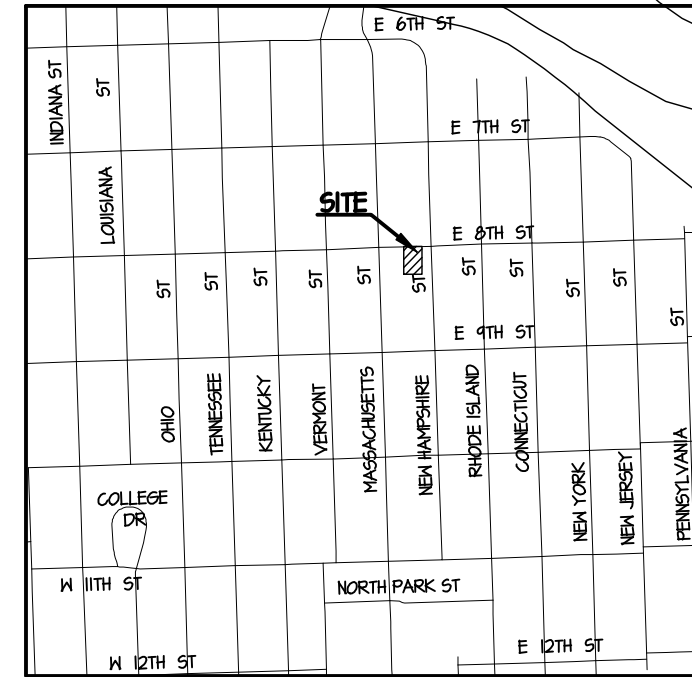 E 6TH ST
INDIANA ST
ST
E 7TH ST
LOUISIANA
SITE
E 8TH ST
ST
ST
ST
ST
ST
ST
ST
ST
ST
ST
ST
E 9TH ST
OHIO
TENNESSEE
KENTUCKY
VERMONT
MASSACHUSETTS
NEW HAMPSHIRE
RHODE ISLAND
CONNECTICUT
NEW YORK
NEW JERSEY
PENNSYLVANIA
COLLEGE
DR
W 11TH ST
NORTH PARK ST
E 12TH ST
W 12TH ST